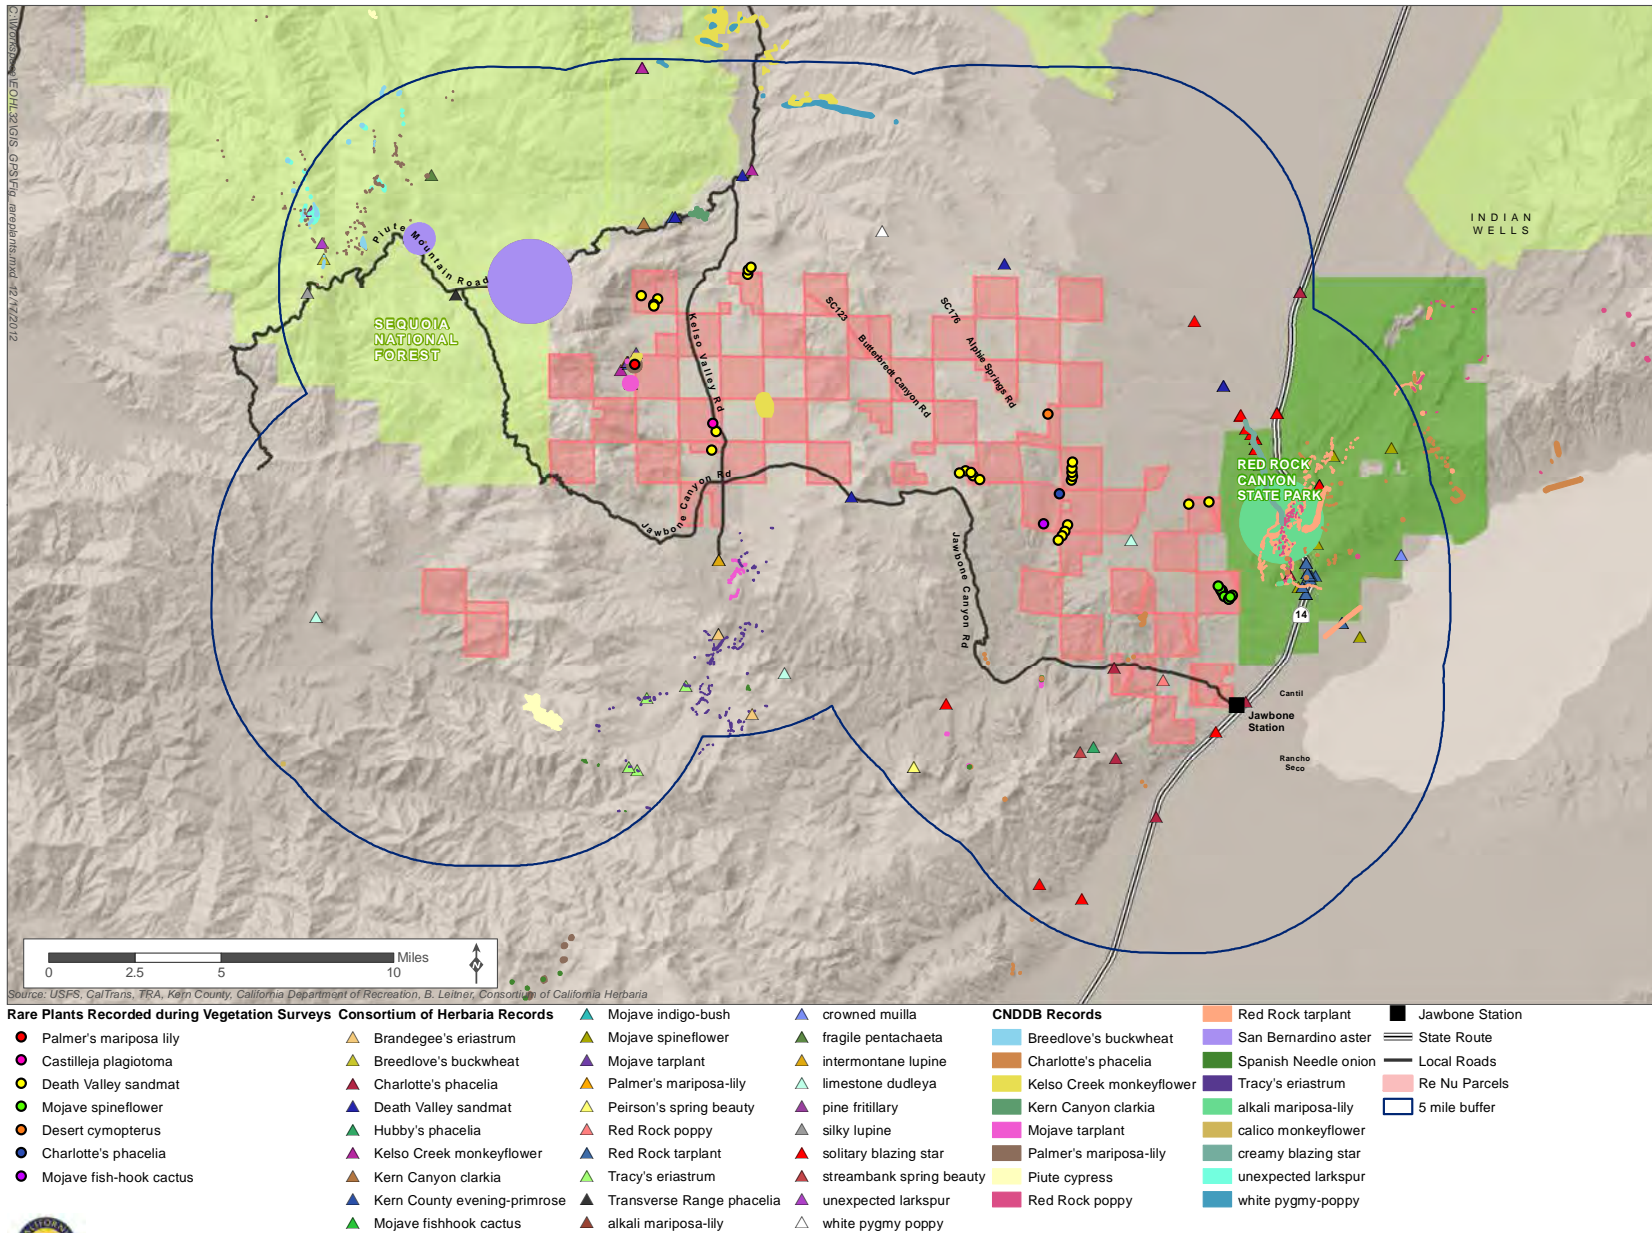 C:\Workspace\EOHL32\GIS_GPS\Fig_rareplants.mxd 12/17/2012
INDIAN
WELLS
Piute Mountain Road
SEQUOIA
NATIONAL
FOREST
Kelso Valley Rd
SC123
SC176
Butterbredt Canyon Rd
Alphie Springs Rd
RED ROCK
CANYON
STATE PARK
Jawbone Canyon Rd
Jawbone Canyon Rd
14
Cantil
Jawbone
Station
Rancho
Seco
Miles
0 2.5 5 10
N
Source: USFS, CalTrans, TRA, Kern County, California Department of Recreation, B. Leitner, Consortium of California Herbaria
Rare Plants Recorded during Vegetation Surveys
Palmer's mariposa lily
Castilleja plagiotoma
Death Valley sandmat
Mojave spineflower
Desert cymopterus
Charlotte's phacelia
Mojave fish-hook cactus
Consortium of Herbaria Records
Brandegee's eriastrum
Breedlove's buckwheat
Charlotte's phacelia
Death Valley sandmat
Hubby's phacelia
Kelso Creek monkeyflower
Kern Canyon clarkia
Kern County evening-primrose
Mojave fishhook cactus
Mojave indigo-bush
Mojave spineflower
Mojave tarplant
Palmer's mariposa-lily
Peirson's spring beauty
Red Rock poppy
Red Rock tarplant
Tracy's eriastrum
Transverse Range phacelia
alkali mariposa-lily
crowned muilla
fragile pentachaeta
intermontane lupine
limestone dudleya
pine fritillary
silky lupine
solitary blazing star
streambank spring beauty
unexpected larkspur
white pygmy poppy
CNDDB Records
Breedlove's buckwheat
Charlotte's phacelia
Kelso Creek monkeyflower
Kern Canyon clarkia
Mojave tarplant
Palmer's mariposa-lily
Piute cypress
Red Rock poppy
Red Rock tarplant
San Bernardino aster
Spanish Needle onion
Tracy's eriastrum
alkali mariposa-lily
calico monkeyflower
creamy blazing star
unexpected larkspur
white pygmy-poppy
Jawbone Station
State Route
Local Roads
Re Nu Parcels
5 mile buffer